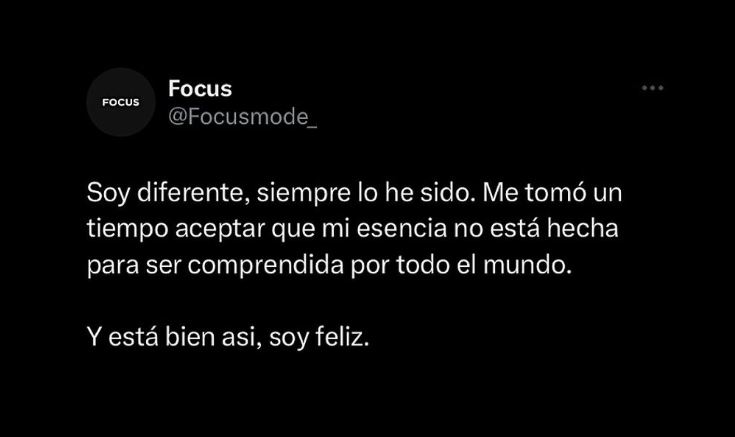 FOCUS
Focus
@Focusmode_
Soy diferente, siempre lo he sido. Me tomó un
tiempo aceptar que mi esencia no está hecha
para ser comprendida por todo el mundo.
Y está bien asi, soy feliz.